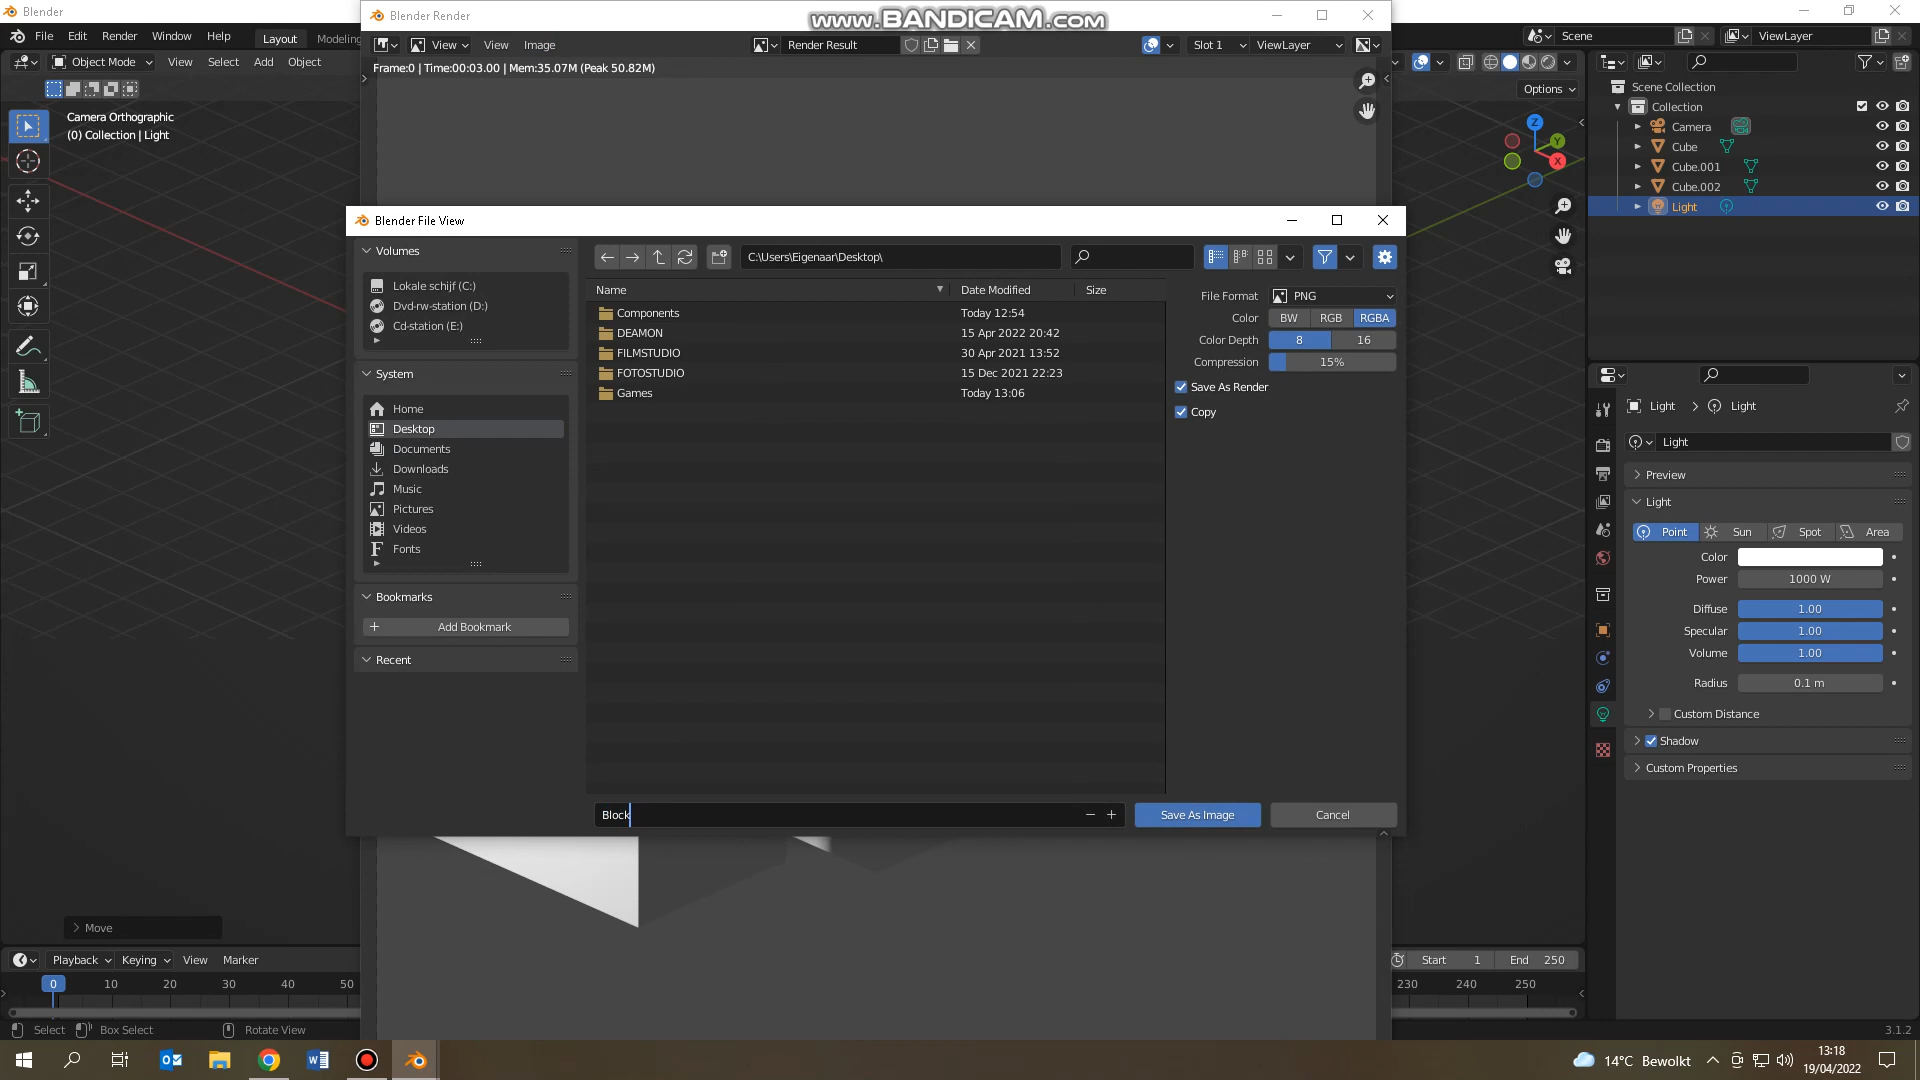 Blender
File Edit Render Window Help Layout Modeling
Object Mode View Select Add Object
Camera Orthographic
(0) Collection | Light
Blender Render
www.BANDICAM.com
View View Image Render Result Slot 1 ViewLayer
Frame:0 | Time:00:03.00 | Mem:35.07M (Peak 50.82M)
Scene ViewLayer
Options
Z
Y
X
Scene Collection
Collection
Camera
Cube
Cube.001
Cube.002
Light
Blender File View
Volumes
Lokale schijf (C:)
Dvd-rw-station (D:)
Cd-station (E:)
System
Home
Desktop
Documents
Downloads
Music
Pictures
Videos
Fonts
Bookmarks
Add Bookmark
Recent
C:\Users\Eigenaar\Desktop\
Name Date Modified Size
Components Today 12:54
DEAMON 15 Apr 2022 20:42
FILMSTUDIO 30 Apr 2021 13:52
FOTOSTUDIO 15 Dec 2021 22:23
Games Today 13:06
File Format PNG
Color BW RGB RGBA
Color Depth 8 16
Compression 15%
Save As Render
Copy
Block Save As Image Cancel
Light Light
Light
Preview
Light
Point Sun Spot Area
Color
Power 1000 W
Diffuse 1.00
Specular 1.00
Volume 1.00
Radius 0.1 m
Custom Distance
Shadow
Custom Properties
Move
Playback Keying View Marker
Start 1 End 250
0 10 20 30 40 50
230 240 250
Select Box Select Rotate View
3.1.2
14°C Bewolkt
13:18
19/04/2022